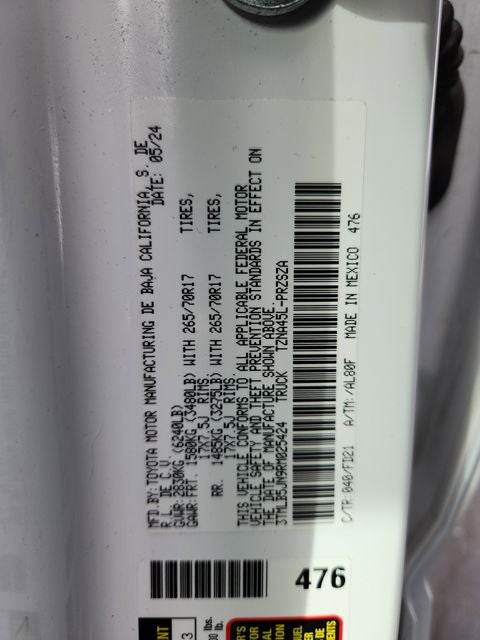 MFD.BY: TOYOTA MOTOR MANUFACTURING DE BAJA CALIFORNIA, S. DE
R. L. DE C.V. DATE: 05/24
GVWR: 2830KG (6240LB)
GAWR: FRT. 1580KG (3480LB) WITH 265/70R17 TIRES,
17X7.5J RIMS.
RR. 1485KG (3275LB) WITH 265/70R17 TIRES,
17X7.5J RIMS.
THIS VEHICLE CONFORMS TO ALL APPLICABLE FEDERAL MOTOR
VEHICLE SAFETY AND THEFT PREVENTION STANDARDS IN EFFECT ON
THE DATE OF MANUFACTURE SHOWN ABOVE.
3TMLB5JN9RM025424 TRUCK TZNA45L-PRZSZA
C/TR: 040/FD21 A/TM: /AL80F MADE IN MEXICO 476
476